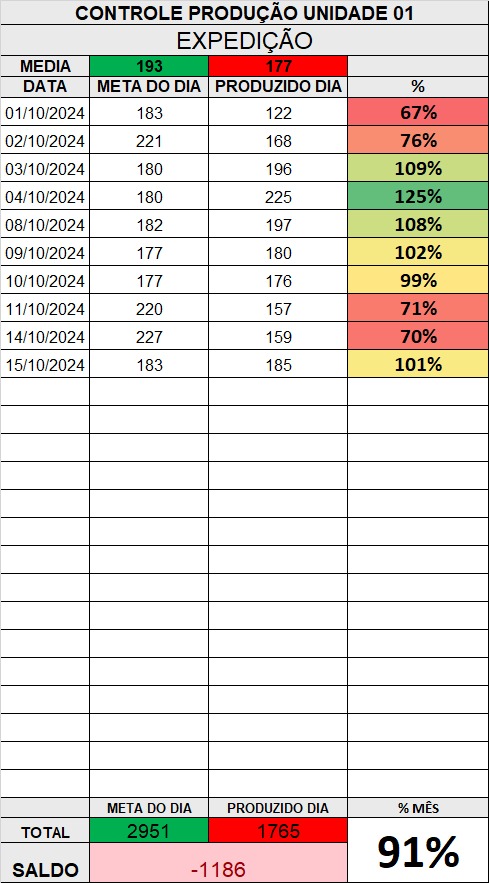 CONTROLE PRODUÇÃO UNIDADE 01
EXPEDIÇÃO
MEDIA 193 177
DATA META DO DIA PRODUZIDO DIA %
01/10/2024 183 122 67%
02/10/2024 221 168 76%
03/10/2024 180 196 109%
04/10/2024 180 225 125%
08/10/2024 182 197 108%
09/10/2024 177 180 102%
10/10/2024 177 176 99%
11/10/2024 220 157 71%
14/10/2024 227 159 70%
15/10/2024 183 185 101%
META DO DIA PRODUZIDO DIA % MÊS
TOTAL 2951 1765 91%
SALDO -1186